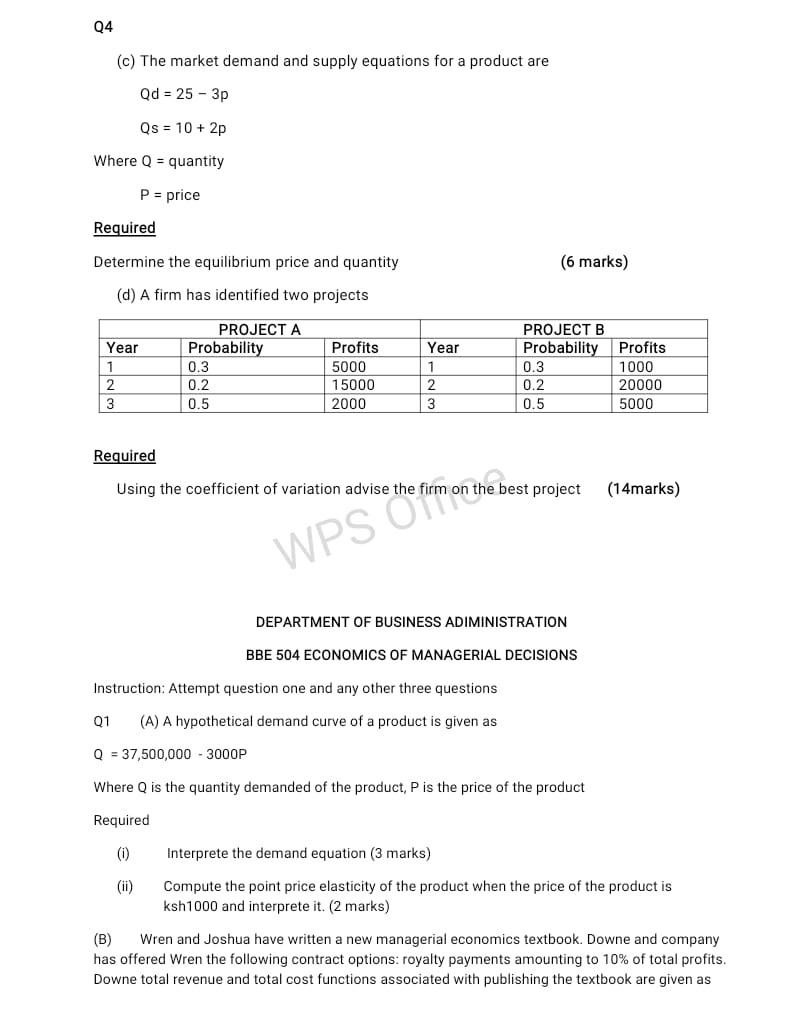 Q4
(c) The market demand and supply equations for a product are
Qd = 25 – 3p
Qs = 10 + 2p
Where Q = quantity
P = price
Required
Determine the equilibrium price and quantity (6 marks)
(d) A firm has identified two projects
PROJECT A PROJECT B
Year Probability Profits Year Probability Profits
1 0.3 5000 1 0.3 1000
2 0.2 15000 2 0.2 20000
3 0.5 2000 3 0.5 5000
Required
Using the coefficient of variation advise the firm on the best project (14marks)
WPS Office
DEPARTMENT OF BUSINESS ADIMINISTRATION
BBE 504 ECONOMICS OF MANAGERIAL DECISIONS
Instruction: Attempt question one and any other three questions
Q1 (A) A hypothetical demand curve of a product is given as
Q = 37,500,000 - 3000P
Where Q is the quantity demanded of the product, P is the price of the product
Required
(i) Interprete the demand equation (3 marks)
(ii) Compute the point price elasticity of the product when the price of the product is
ksh1000 and interprete it. (2 marks)
(B) Wren and Joshua have written a new managerial economics textbook. Downe and company
has offered Wren the following contract options: royalty payments amounting to 10% of total profits.
Downe total revenue and total cost functions associated with publishing the textbook are given as